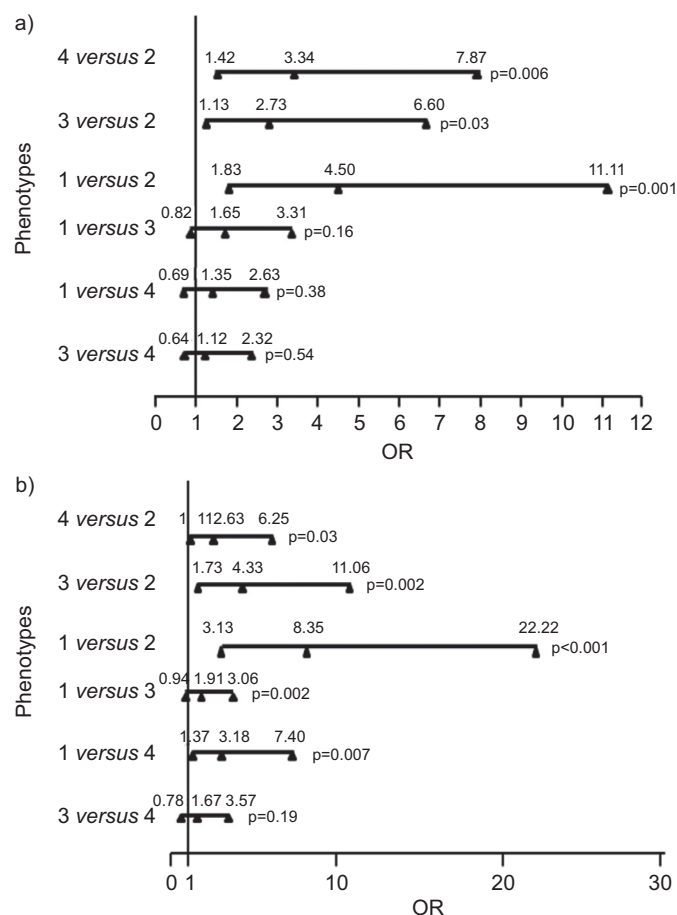 a)
Phenotypes
4 versus 2
1.42 3.34 7.87
p=0.006
3 versus 2
1.13 2.73 6.60
p=0.03
1 versus 2
1.83 4.50 11.11
p=0.001
1 versus 3
0.82 1.65 3.31
p=0.16
1 versus 4
0.69 1.35 2.63
p=0.38
3 versus 4
0.64 1.12 2.32
p=0.54
0 1 2 3 4 5 6 7 8 9 10 11 12
OR
b)
Phenotypes
4 versus 2
1 112.63 6.25
p=0.03
3 versus 2
1.73 4.33 11.06
p=0.002
1 versus 2
3.13 8.35 22.22
p<0.001
1 versus 3
0.94 1.91 3.06
p=0.002
1 versus 4
1.37 3.18 7.40
p=0.007
3 versus 4
0.78 1.67 3.57
p=0.19
0 1 10 20 30
OR